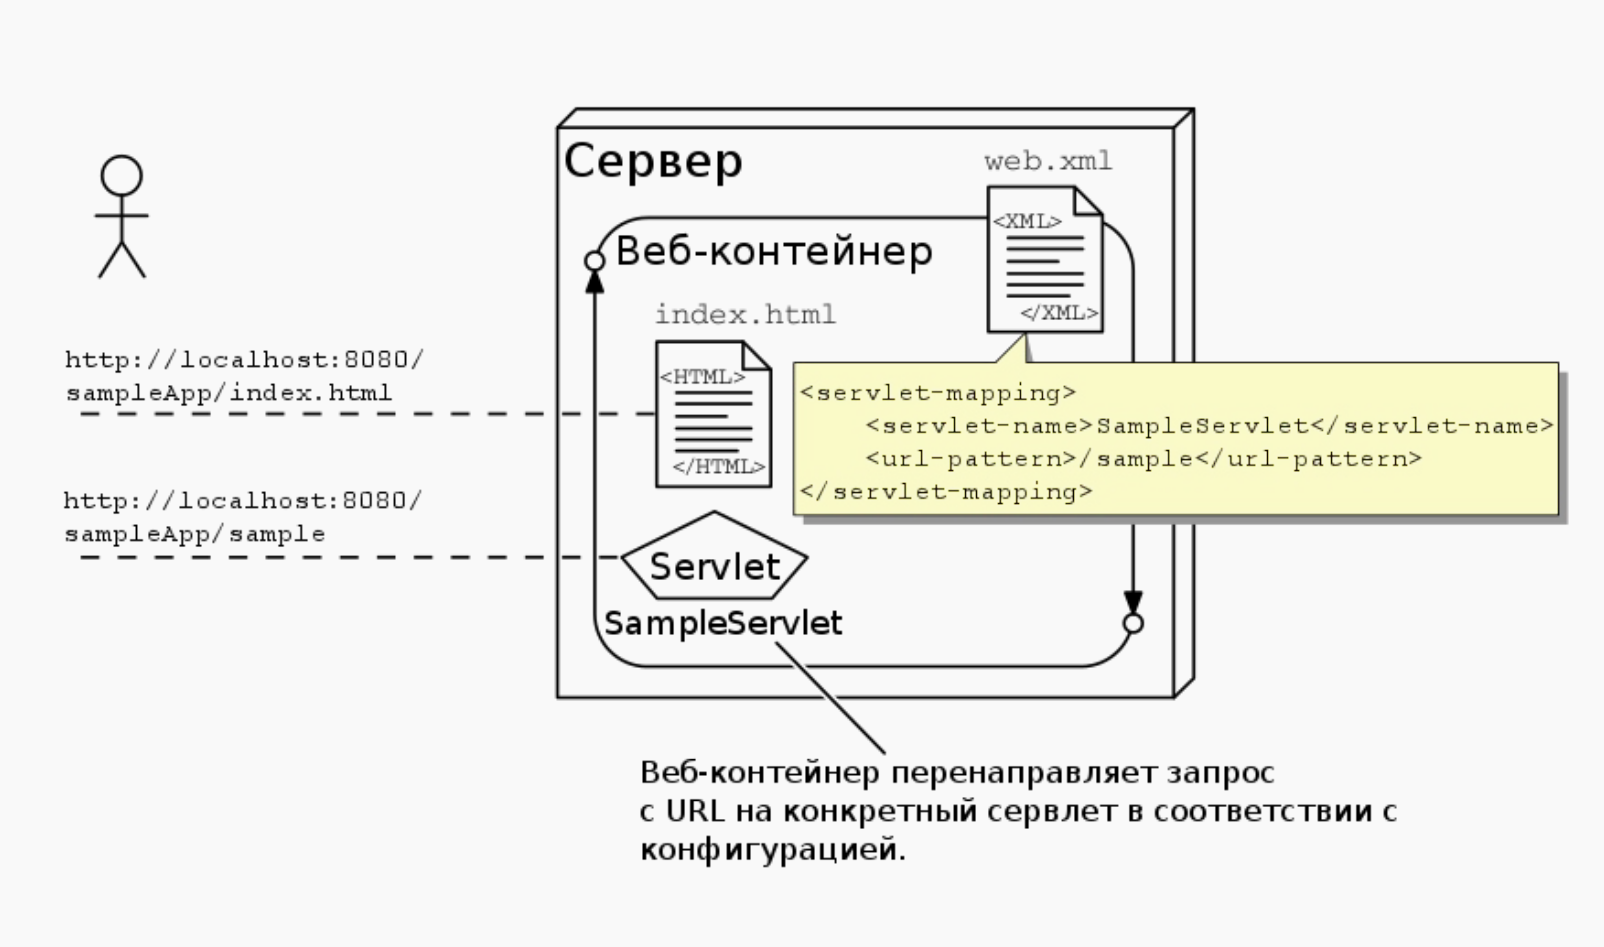 Сервер
web.xml
<XML>
</XML>
Веб-контейнер
index.html
<HTML>
</HTML>
http://localhost:8080/
sampleApp/index.html
<servlet-mapping>
<servlet-name>SampleServlet</servlet-name>
<url-pattern>/sample</url-pattern>
</servlet-mapping>
http://localhost:8080/
sampleApp/sample
Servlet
SampleServlet
Веб-контейнер перенаправляет запрос
с URL на конкретный сервлет в соответствии с
конфигурацией.